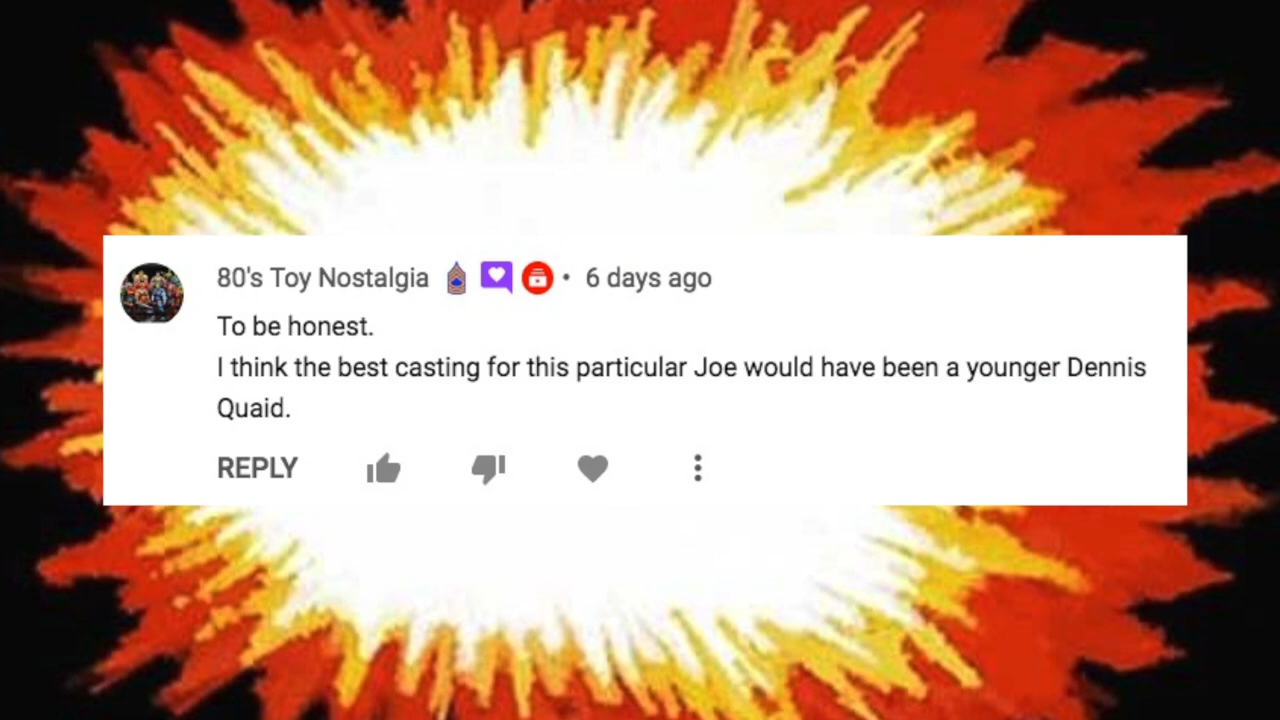 80's Toy Nostalgia • 6 days ago
To be honest.
I think the best casting for this particular Joe would have been a younger Dennis
Quaid.
REPLY